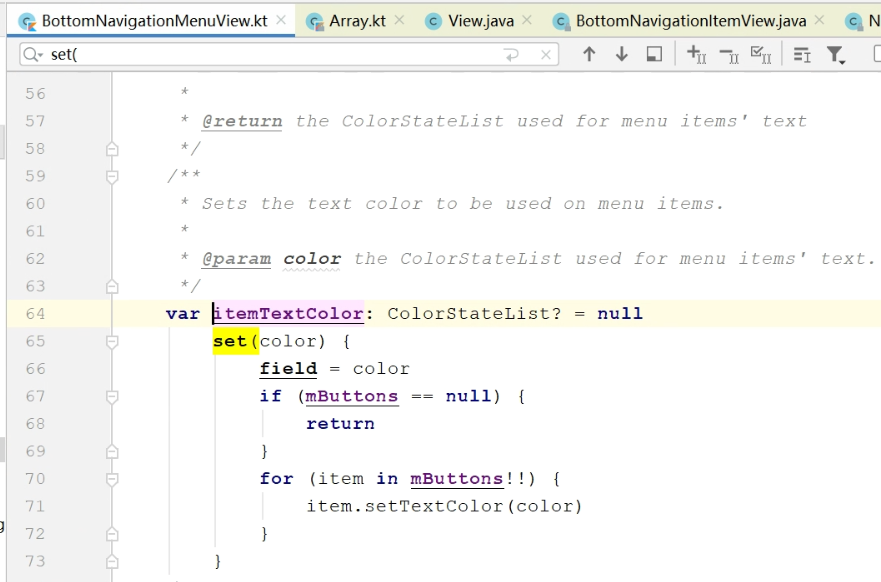 BottomNavigationMenuView.kt Array.kt View.java BottomNavigationItemView.java N
set(
56 *
57 * @return the ColorStateList used for menu items' text
58 */
59 /**
60 * Sets the text color to be used on menu items.
61 *
62 * @param color the ColorStateList used for menu items' text.
63 */
64 var itemTextColor: ColorStateList? = null
65 set(color) {
66 field = color
67 if (mButtons == null) {
68 return
69 }
70 for (item in mButtons!!) {
71 item.setTextColor(color)
72 }
73 }